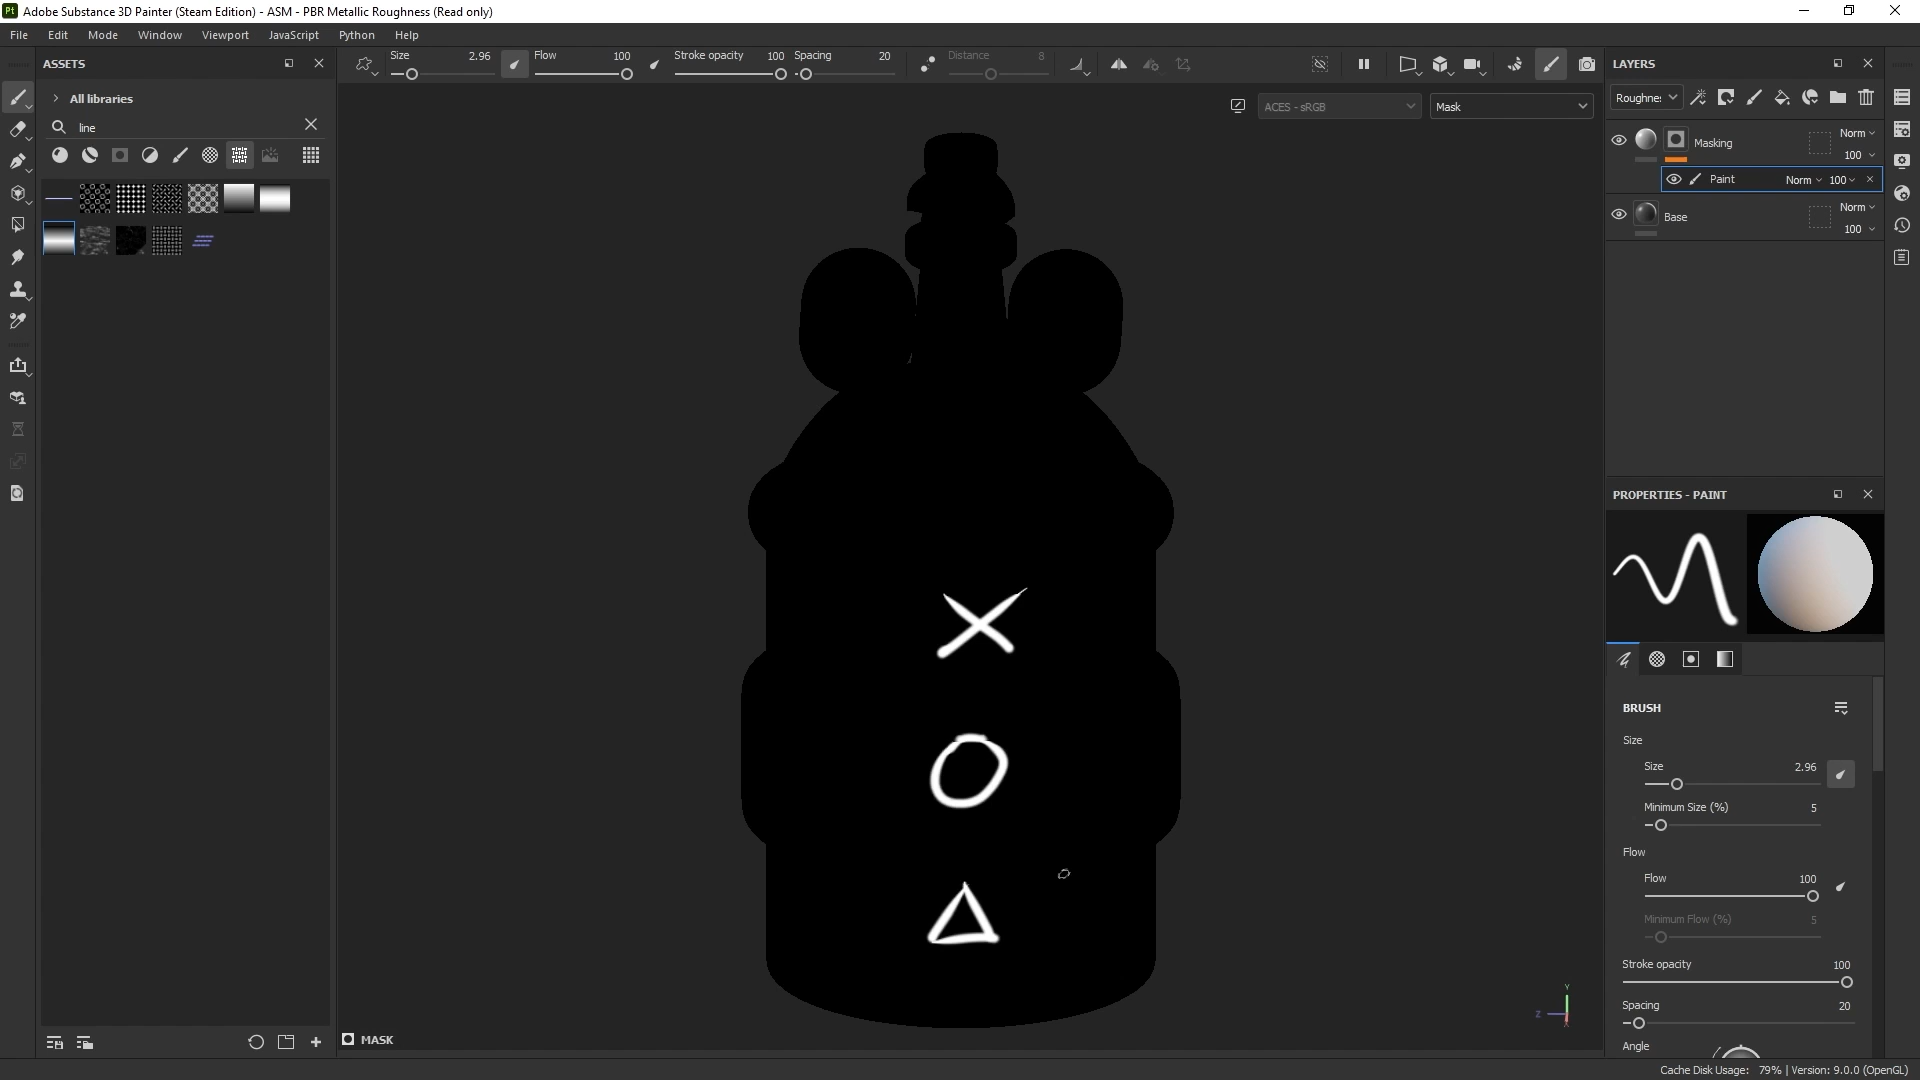 Pt Adobe Substance 3D Painter (Steam Edition) - ASM - PBR Metallic Roughness (Read only)
File Edit Mode Window Viewport JavaScript Python Help
ASSETS
All libraries
line
Size 2.96 Flow 100 Stroke opacity 100 Spacing 20 Distance 8
ACES - sRGB Mask
LAYERS
Roughne:
Masking Norm 100
Paint Norm 100
Base Norm 100
PROPERTIES - PAINT
BRUSH
Size
Size 2.96
Minimum Size (%) 5
Flow
Flow 100
Minimum Flow (%) 5
Stroke opacity 100
Spacing 20
Angle
Y
Z
X
MASK
Cache Disk Usage: 79% | Version: 9.0.0 (OpenGL)